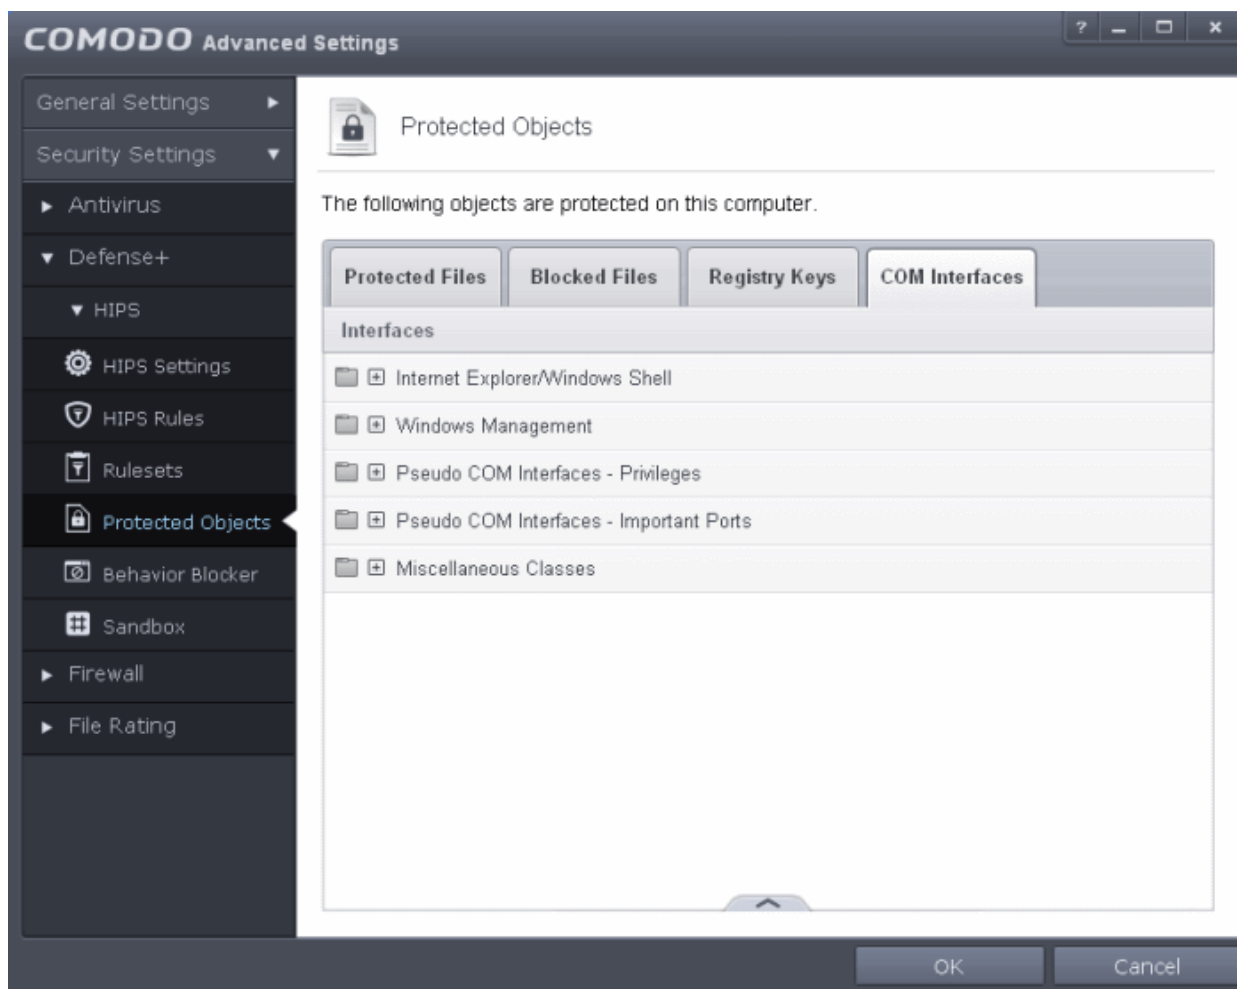 COMODO Advanced Settings
?
General Settings
Security Settings
Antivirus
Defense+
HIPS
HIPS Settings
HIPS Rules
Rulesets
Protected Objects
Behavior Blocker
Sandbox
Firewall
File Rating
Protected Objects
The following objects are protected on this computer.
Protected Files Blocked Files Registry Keys COM Interfaces
Interfaces
Internet Explorer/Windows Shell
Windows Management
Pseudo COM Interfaces - Privileges
Pseudo COM Interfaces - Important Ports
Miscellaneous Classes
OK Cancel